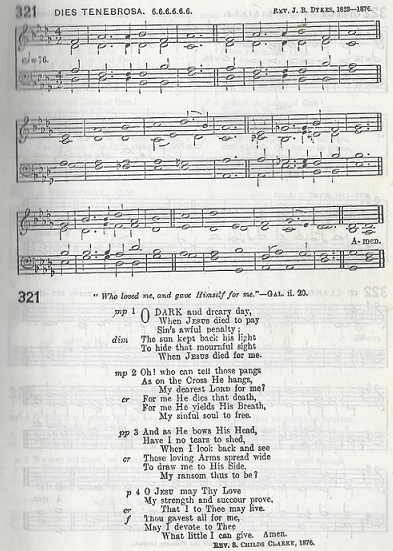 321 DIES TENEBROSA. 6.6.6.6.6.6. REV. J. B. DYKES, 1823—1876.
=76.
A- men.
321
"Who loved me, and gave Himself for me."—GAL. ii. 20.
mp 1 O DARK and dreary day,
When JESUS died to pay
Sin's awful penalty;
dim The sun kept back his light
To hide that mournful sight
When JESUS died for me.
mp 2 Oh! who can tell those pangs
As on the Cross He hangs,
My dearest LORD for me?
cr For me He dies that death,
For me He yields His Breath,
My sinful soul to free.
pp 3 And as He bows His Head,
Have I no tears to shed,
When I look back and see
cr Those loving Arms spread wide
To draw me to His Side,
My ransom thus to be?
p 4 O JESU may Thy Love
My strength and succour prove,
cr That I to Thee may live.
f Thou gavest all for me,
May I devote to Thee
What little I can give. Amen.
REV. S. CHILDS CLARKE, 1876.